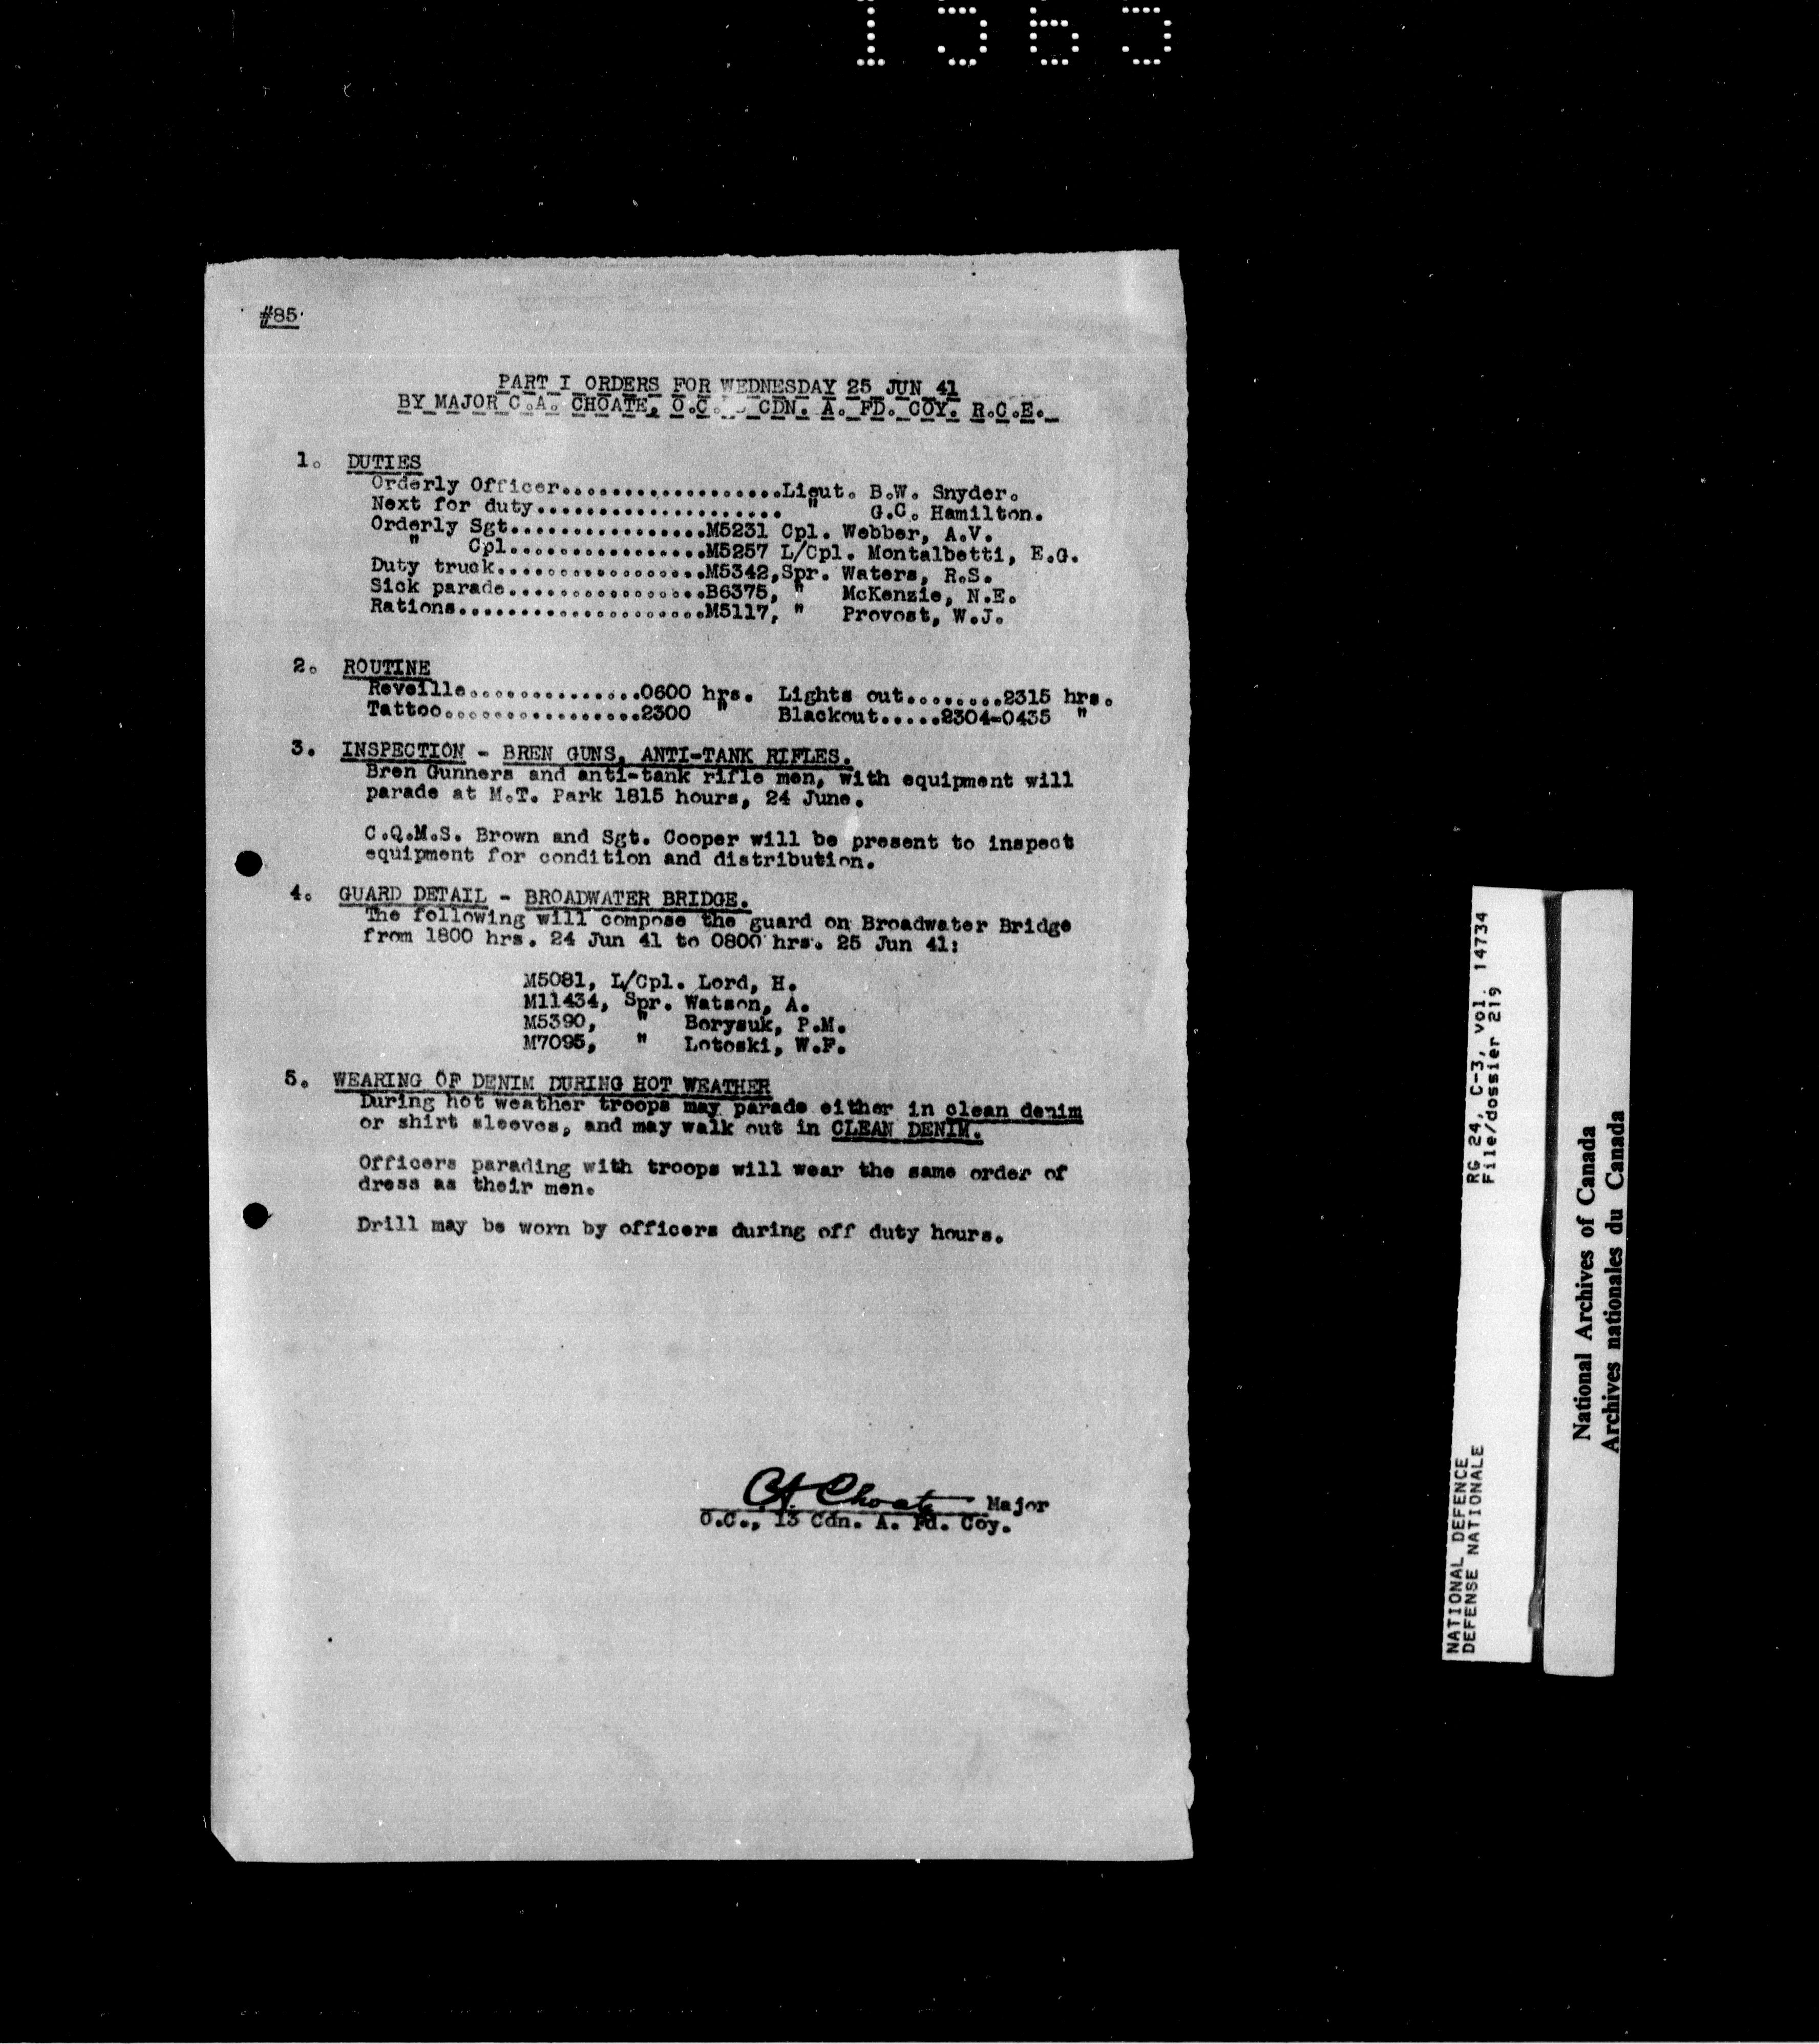 1565
#85
PART I ORDERS FOR WEDNESDAY 25 JUN 41
BY MAJOR C.A. CHOATE, O.C. CDN. A. FD. COY. R.C.E.
1. DUTIES
Orderly Officer..................Lieut. B.W. Snyder.
Next for duty.................... " G.C. Hamilton.
Orderly Sgt................M5231 Cpl. Webber, A.V.
" Cpl................M5257 L/Cpl. Montalbetti, E.G.
Duty truck.................M5342,Spr. Waters, R.S.
Sick parade................B6375, " McKenzie, N.E.
Rations....................M5117, " Provost, W.J.
2. ROUTINE
Reveille..............0600 hrs. Lights out........2315 hrs.
Tattoo................2300 " Blackout.....2304-0435 "
3. INSPECTION - BREN GUNS, ANTI-TANK RIFLES.
Bren Gunners and anti-tank rifle men, with equipment will
parade at M.T. Park 1815 hours, 24 June.
C.Q.M.S. Brown and Sgt. Cooper will be present to inspect
equipment for condition and distribution.
4. GUARD DETAIL - BROADWATER BRIDGE.
The following will compose the guard on Broadwater Bridge
from 1800 hrs. 24 Jun 41 to 0800 hrs. 25 Jun 41:
M5081, L/Cpl. Lord, H.
M11434, Spr. Watson, A.
M5390, " Borysuk, P.M.
M7095, " Lotoski, W.F.
5. WEARING OF DENIM DURING HOT WEATHER
During hot weather troops may parade either in clean denim
or shirt sleeves, and may walk out in CLEAN DENIM.
Officers parading with troops will wear the same order of
dress as their men.
Drill may be worn by officers during off duty hours.
CA Choate Major
O.C., 13 Cdn. A. Fd. Coy.
NATIONAL DEFENCE RG 24, C-3, vol. 14734
DEFENSE NATIONALE File/dossier 219
National Archives of Canada
Archives nationales du Canada